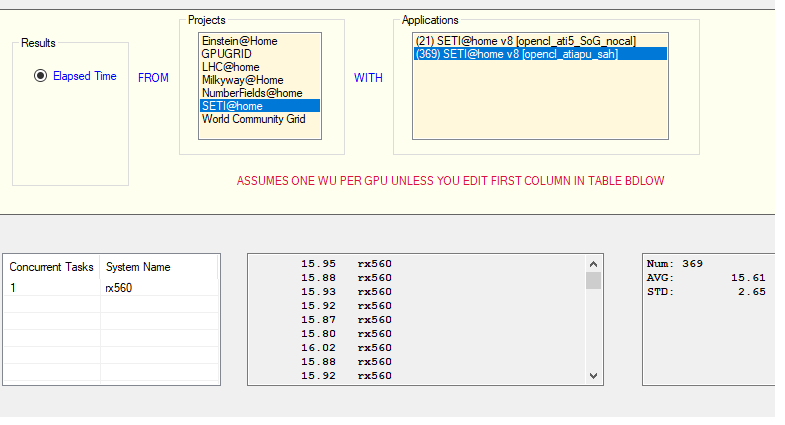 Projects
Applications
Results
Elapsed Time
FROM
Einstein@Home
GPUGRID
LHC@home
Milkyway@Home
NumberFields@home
SETI@home
World Community Grid
WITH
(21) SETI@home v8 [opencl_ati5_SoG_nocal]
(369) SETI@home v8 [opencl_atiapu_sah]
ASSUMES ONE WU PER GPU UNLESS YOU EDIT FIRST COLUMN IN TABLE BDLOW
Concurrent Tasks System Name
1 rx560
15.95 rx560
15.88 rx560
15.93 rx560
15.92 rx560
15.87 rx560
15.80 rx560
16.02 rx560
15.88 rx560
15.92 rx560
Num: 369
AVG: 15.61
STD: 2.65